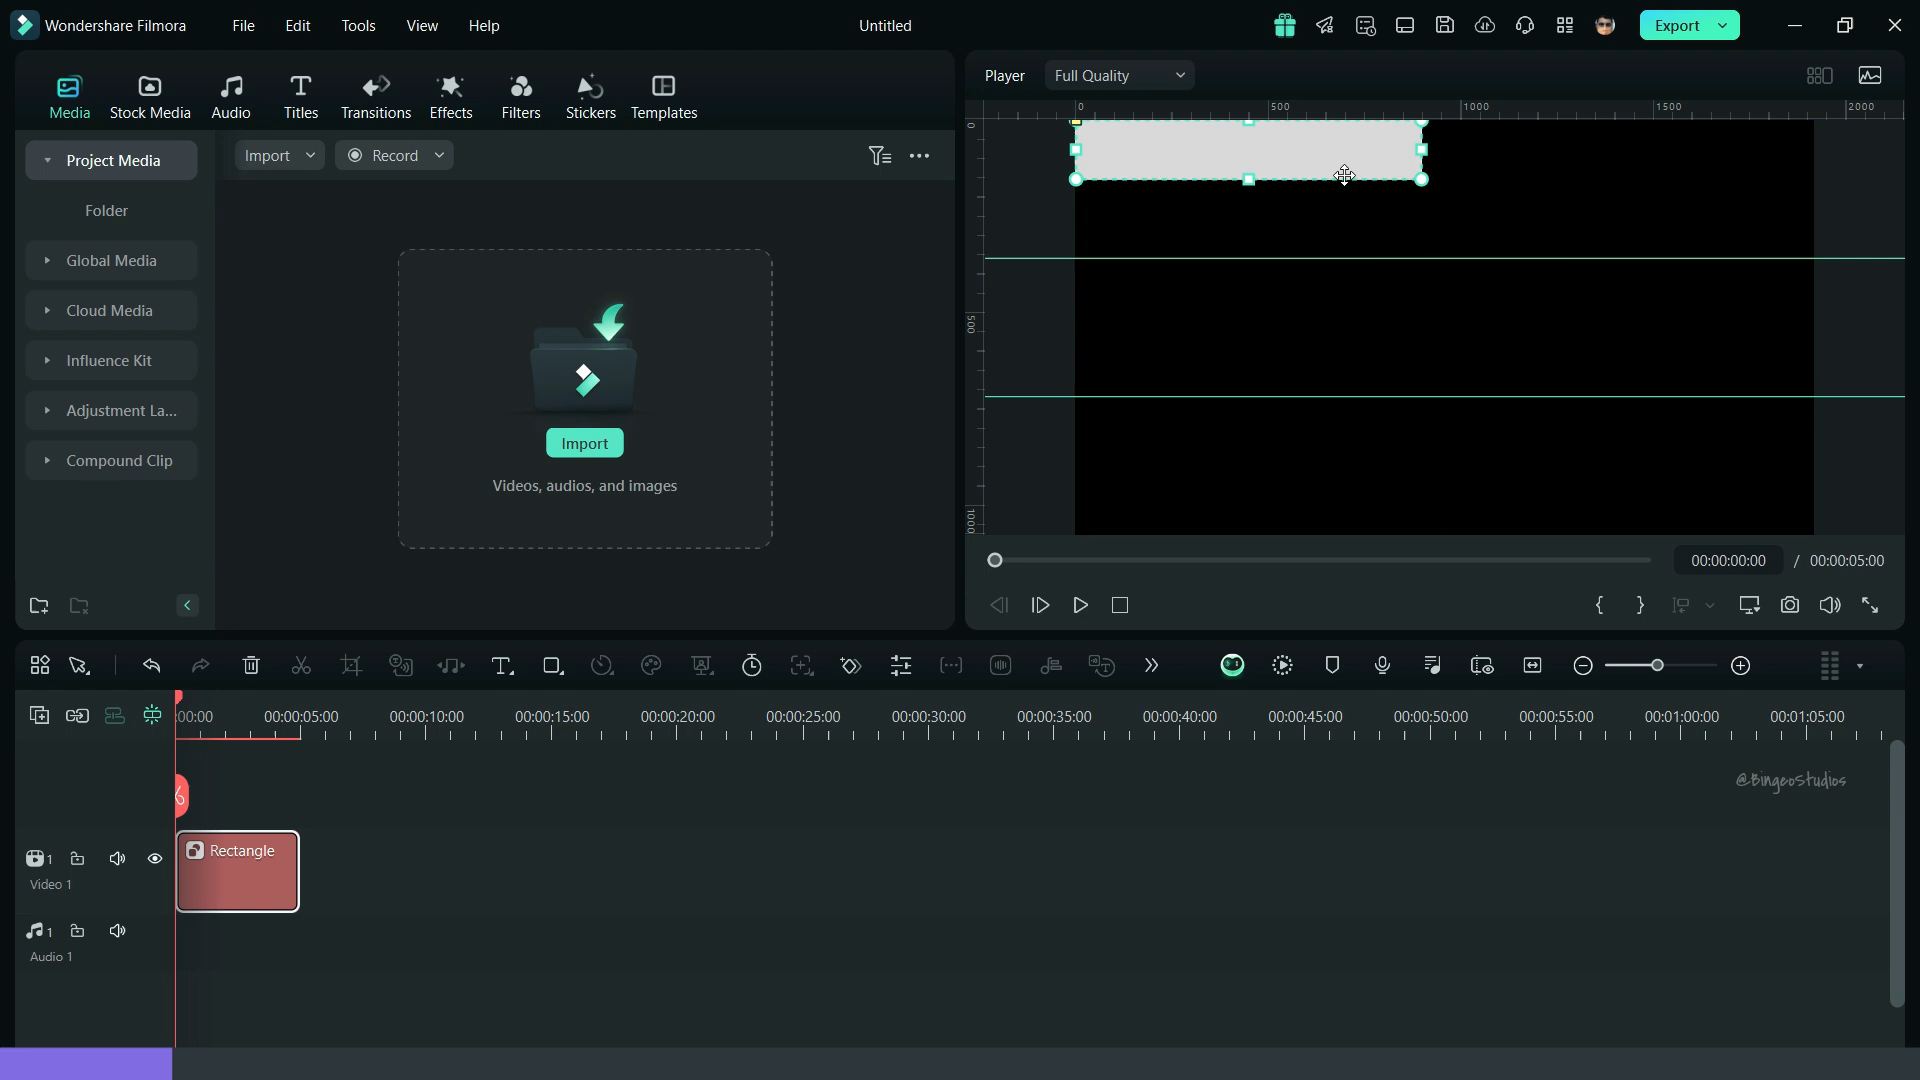 Wondershare Filmora File Edit Tools View Help Untitled Export
Media Stock Media Audio Titles Transitions Effects Filters Stickers Templates
Player Full Quality
Project Media
Import Record
Folder
Global Media
Cloud Media
Influence Kit
Adjustment La...
Compound Clip
Import
Videos, audios, and images
0 500 1000 1500 2000
0
500
1000
00:00:00:00 / 00:00:05:00
:00:00 00:00:05:00 00:00:10:00 00:00:15:00 00:00:20:00 00:00:25:00 00:00:30:00 00:00:35:00 00:00:40:00 00:00:45:00 00:00:50:00 00:00:55:00 00:01:00:00 00:01:05:00
@BingeoStudios
Rectangle
1
Video 1
1
Audio 1